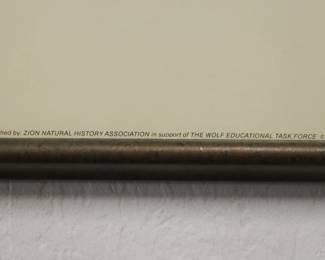 hed by: ZION NATURAL HISTORY ASSOCIATION in support of THE WOLF EDUCATIONAL TASK FORCE ©